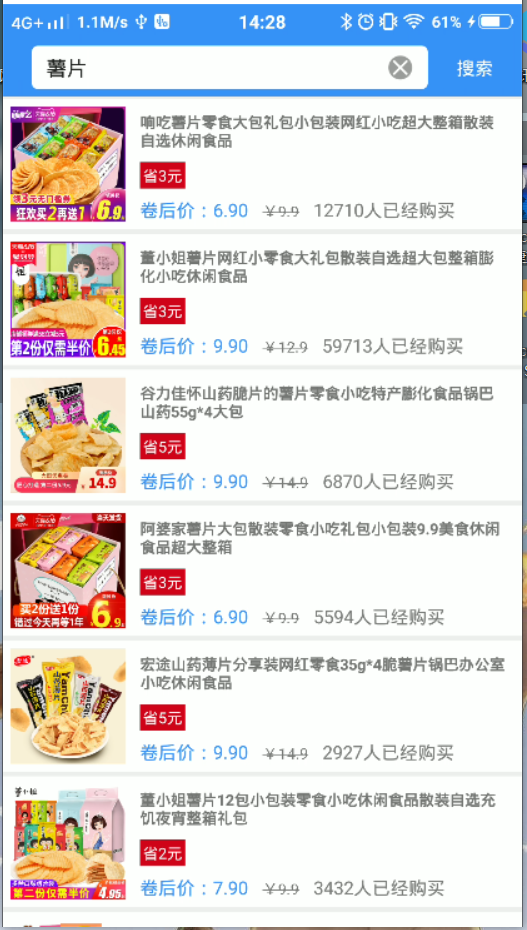 4G+ 1.1M/s 14:28 61%
薯片 搜索
响吃薯片零食大包礼包小包装网红小吃超大整箱散装
自选休闲食品
省3元
卷后价：6.90 ￥9.9 12710人已经购买
狂欢买2再送1 6.9
董小姐薯片网红小零食大礼包散装自选超大包整箱膨
化小吃休闲食品
省3元
第2份仅需半价 6.45
卷后价：9.90 ￥12.9 59713人已经购买
谷力佳怀山药脆片的薯片零食小吃特产膨化食品锅巴
山药55g*4大包
省5元
14.9
卷后价：9.90 ￥14.9 6870人已经购买
阿婆家薯片大包散装零食小吃礼包小包装9.9美食休闲
食品超大整箱
省3元
买2份送1份
错过今天再等1年 6.9
卷后价：6.90 ￥9.9 5594人已经购买
宏途山药薄片分享装网红零食35g*4脆薯片锅巴办公室
小吃休闲食品
省5元
卷后价：9.90 ￥14.9 2927人已经购买
董小姐
董小姐薯片12包小包装零食小吃休闲食品散装自选充
饥夜宵整箱礼包
省2元
第二份仅需半价 4.95
卷后价：7.90 ￥9.9 3432人已经购买